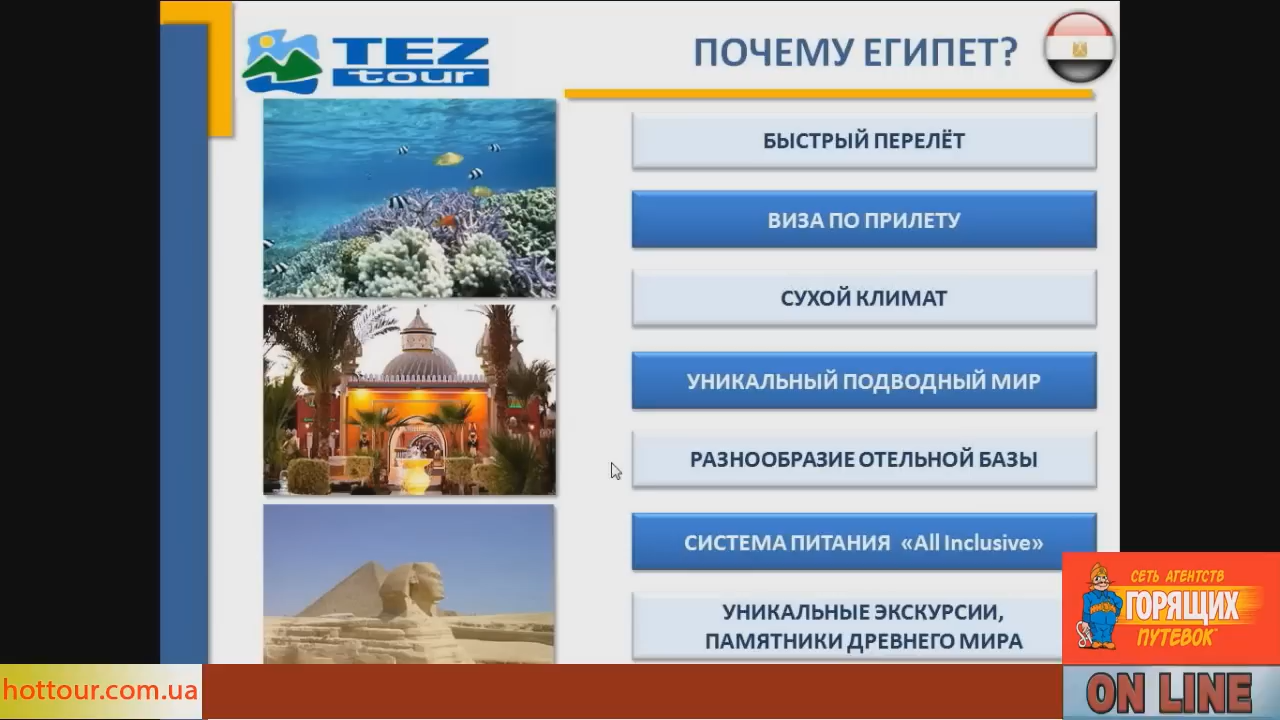 TEZ
tour
ПОЧЕМУ ЕГИПЕТ?
БЫСТРЫЙ ПЕРЕЛЁТ
ВИЗА ПО ПРИЛЕТУ
СУХОЙ КЛИМАТ
УНИКАЛЬНЫЙ ПОДВОДНЫЙ МИР
РАЗНООБРАЗИЕ ОТЕЛЬНОЙ БАЗЫ
СИСТЕМА ПИТАНИЯ «All Inclusive»
УНИКАЛЬНЫЕ ЭКСКУРСИИ,
ПАМЯТНИКИ ДРЕВНЕГО МИРА
СЕТЬ АГЕНТСТВ
ГОРЯЩИХ
ПУТЕВОК
hottour.com.ua
ON LINE